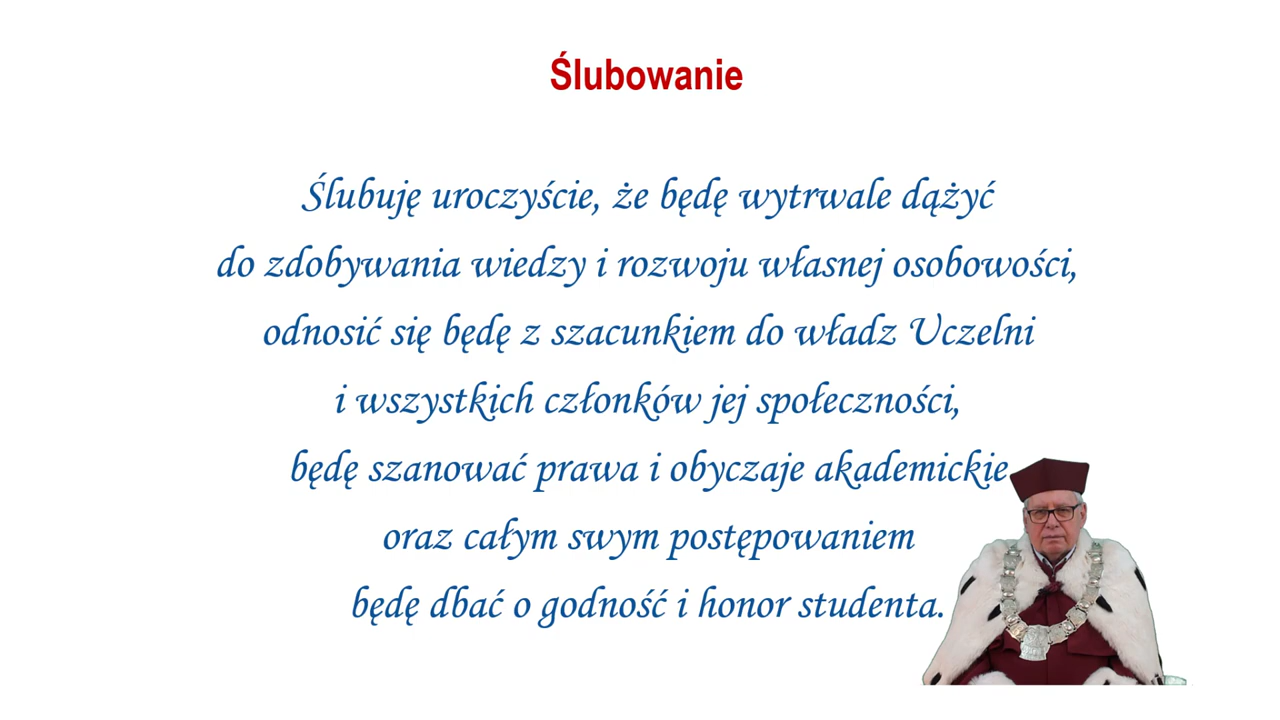 Ślubowanie
Ślubuję uroczyście, że będę wytrwale dążyć
do zdobywania wiedzy i rozwoju własnej osobowości,
odnosić się będę z szacunkiem do władz Uczelni
i wszystkich członków jej społeczności,
będę szanować prawa i obyczaje akademickie
oraz całym swym postępowaniem
będę dbać o godność i honor studenta.